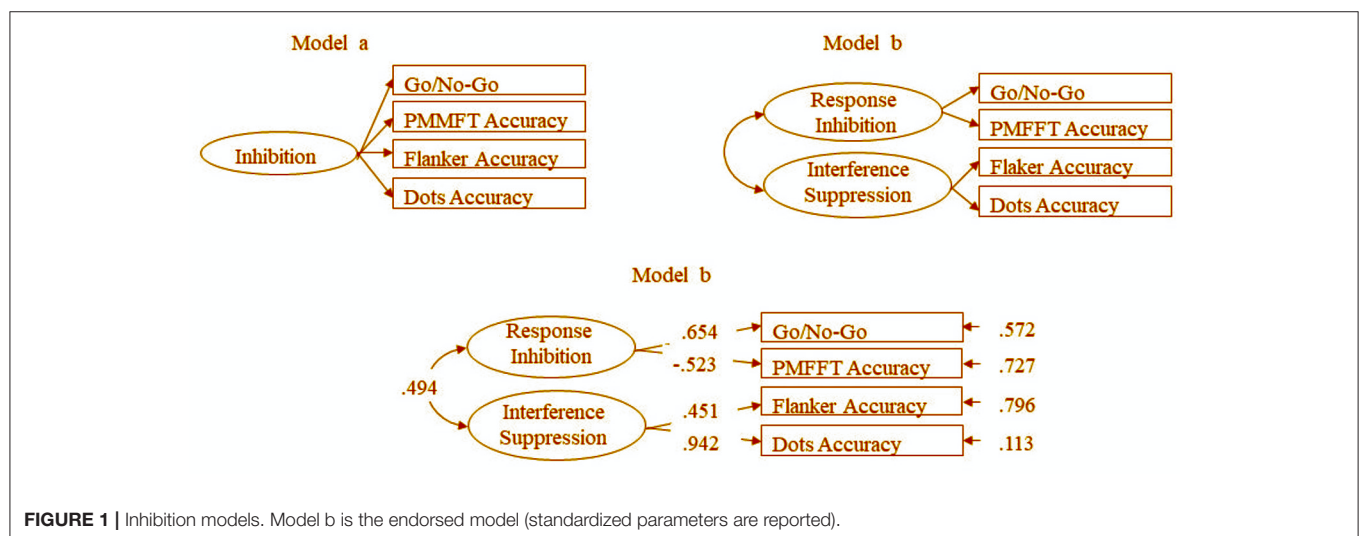 Model a
Inhibition
Go/No-Go
PMMFT Accuracy
Flanker Accuracy
Dots Accuracy
Model b
Response
Inhibition
Interference
Suppression
Go/No-Go
PMFFT Accuracy
Flaker Accuracy
Dots Accuracy
Model b
.494
Response
Inhibition
Interference
Suppression
.654
-.523
.451
.942
Go/No-Go
PMFFT Accuracy
Flanker Accuracy
Dots Accuracy
.572
.727
.796
.113
FIGURE 1 | Inhibition models. Model b is the endorsed model (standardized parameters are reported).